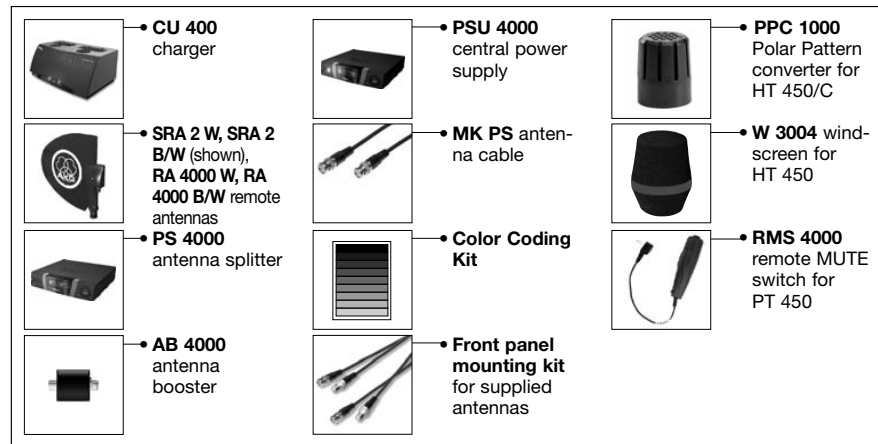 CU 400
charger
SRA 2 W, SRA 2
B/W (shown),
RA 4000 W, RA
4000 B/W remote
antennas
AKG
PS 4000
antenna splitter
AB 4000
antenna
booster
PSU 4000
central power
supply
MK PS anten-
na cable
Color Coding
Kit
Front panel
mounting kit
for supplied
antennas
PPC 1000
Polar Pattern
converter for
HT 450/C
W 3004 wind-
screen for
HT 450
RMS 4000
remote MUTE
switch for
PT 450